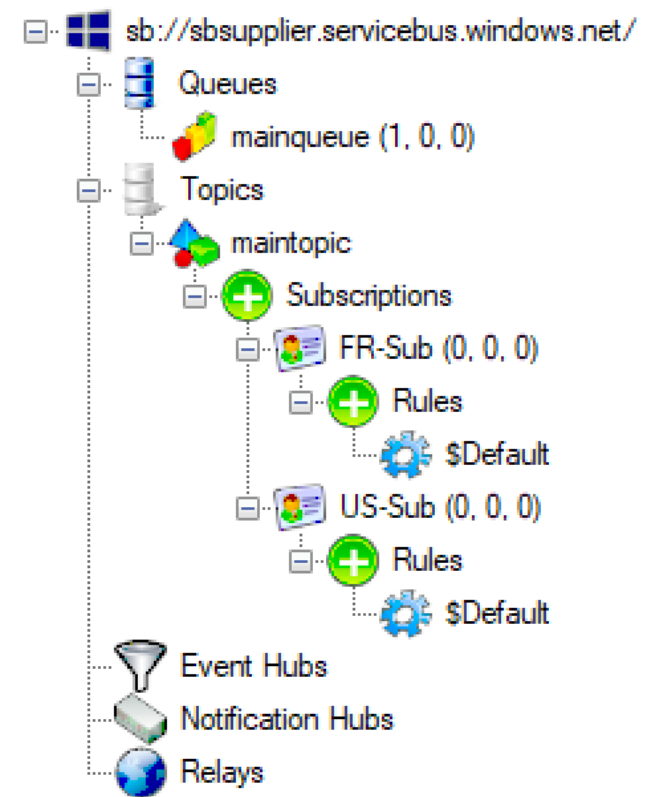 sb://sbsupplier.servicebus.windows.net/
Queues
mainqueue (1, 0, 0)
Topics
maintopic
Subscriptions
FR-Sub (0, 0, 0)
Rules
$Default
US-Sub (0, 0, 0)
Rules
$Default
Event Hubs
Notification Hubs
Relays